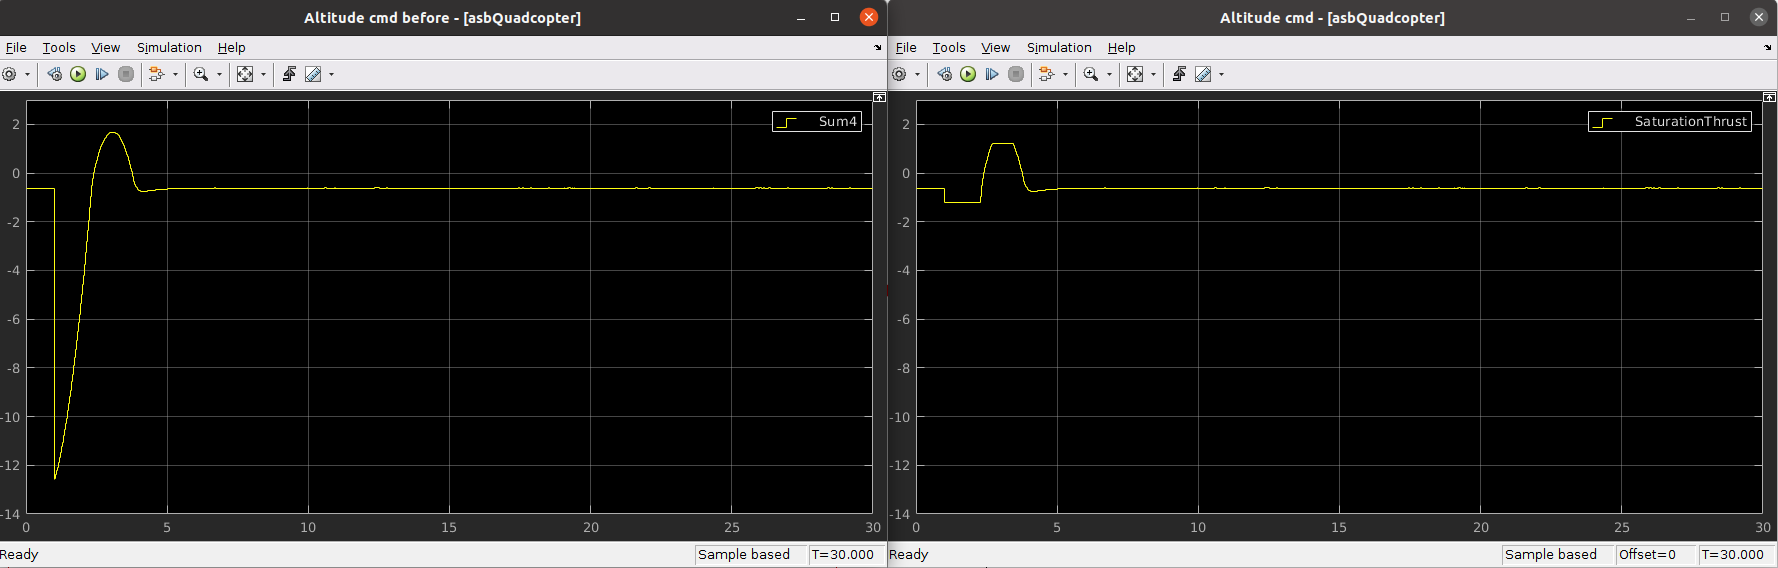 Altitude cmd before - [asbQuadcopter]
File Tools View Simulation Help
Sum4
2
0
-2
-4
-6
-8
-10
-12
-14
0 5 10 15 20 25 30
Ready Sample based T=30.000
Altitude cmd - [asbQuadcopter]
File Tools View Simulation Help
SaturationThrust
2
0
-2
-4
-6
-8
-10
-12
-14
0 5 10 15 20 25 30
Ready Sample based Offset=0 T=30.000